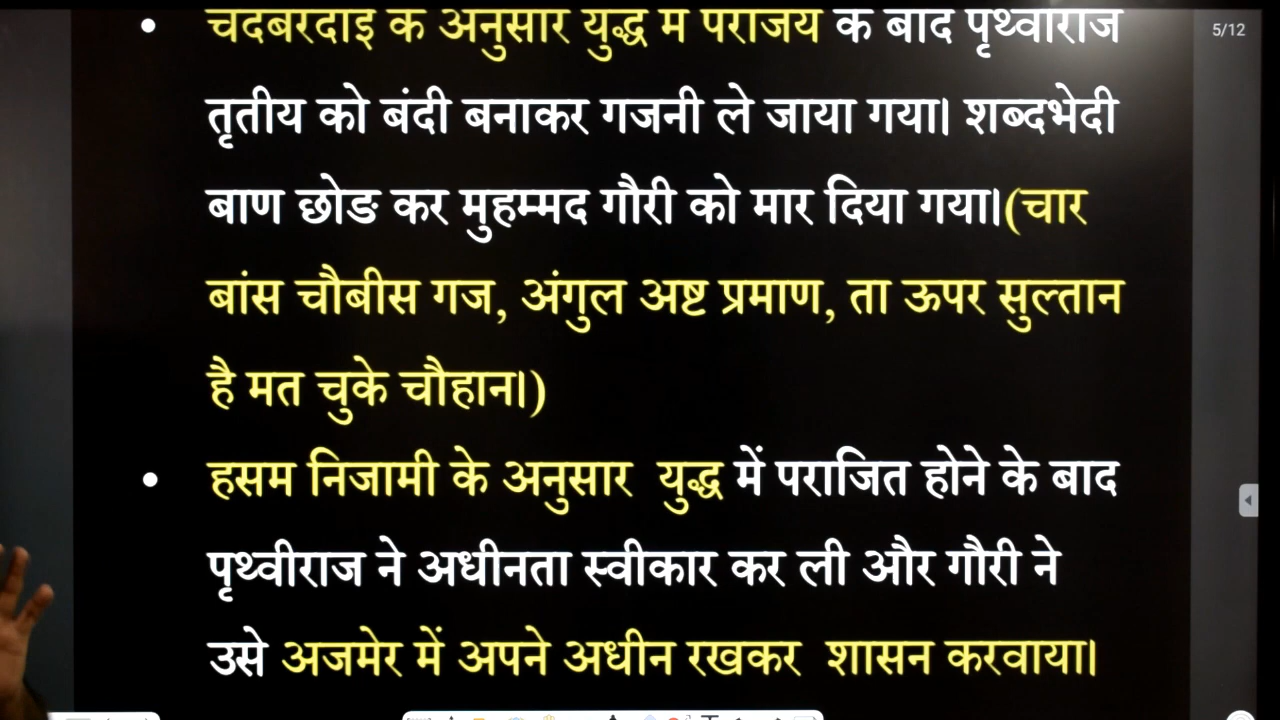 • चंदबरदाई के अनुसार युद्ध में पराजय के बाद पृथ्वीराज
5/12
तृतीय को बंदी बनाकर गजनी ले जाया गया। शब्दभेदी
बाण छोङ कर मुहम्मद गौरी को मार दिया गया।(चार
बांस चौबीस गज, अंगुल अष्ट प्रमाण, ता ऊपर सुल्तान
है मत चुके चौहान।)
• हसम निजामी के अनुसार युद्ध में पराजित होने के बाद
पृथ्वीराज ने अधीनता स्वीकार कर ली और गौरी ने
उसे अजमेर में अपने अधीन रखकर शासन करवाया।